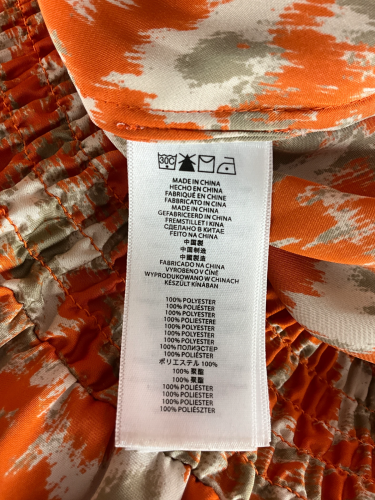 30C
MADE IN CHINA
HECHO EN CHINA
FABRIQUÉ EN CHINE
FABBRICATO IN CINA
MADE IN CHINA
GEFABRICEERD IN CHINA
FREMSTILLET I KINA
СДЕЛАНО В КИТАЕ
FEITO NA CHINA
中國製
中国制造
中国製造
FABRICADO NA CHINA
VYROBENO V ČÍNĚ
WYPRODUKOWANO W CHINACH
KÉSZÜLT KÍNÁBAN
100% POLYESTER
100% POLIÉSTER
100% POLYESTER
100% POLIESTERE
100% POLYESTER
100% POLYESTER
100% POLYESTER
100% ПОЛИЭСТЕР
100% POLIÉSTER
ポリエステル 100%
100% 聚酯
100% 聚酯
100% POLIÉSTER
100% POLYESTER
100% POLIESTER
100% POLIÉSZTER